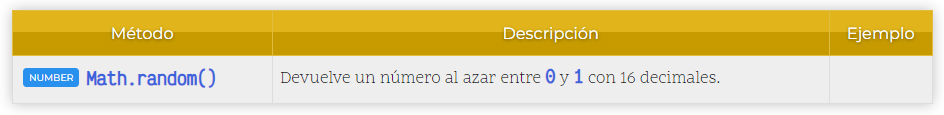 Método Descripción Ejemplo
NUMBER Math.random() Devuelve un número al azar entre 0 y 1 con 16 decimales.